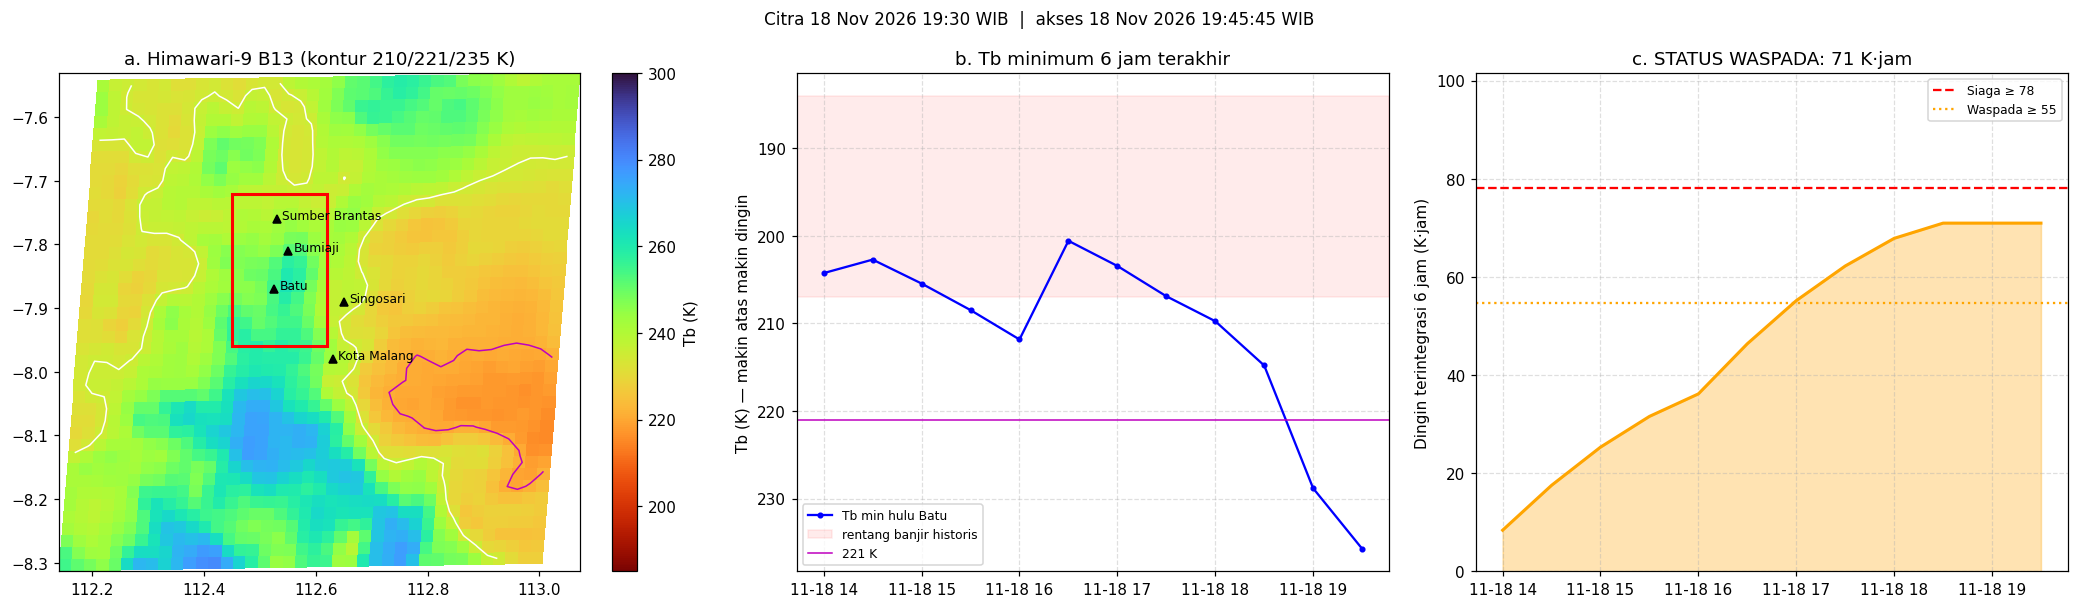 Citra 18 Nov 2026 19:30 WIB | akses 18 Nov 2026 19:45:45 WIB
a. Himawari-9 B13 (kontur 210/221/235 K)
−7.6
−7.7
−7.8
−7.9
−8.0
−8.1
−8.2
−8.3
112.2
112.4
112.6
112.8
113.0
Sumber Brantas
Bumiaji
Batu
Singosari
Kota Malang
300
280
260
240
220
200
Tb (K)
b. Tb minimum 6 jam terakhir
Tb (K) — makin atas makin dingin
190
200
210
220
230
Tb min hulu Batu
rentang banjir historis
221 K
11-18 14
11-18 15
11-18 16
11-18 17
11-18 18
11-18 19
c. STATUS WASPADA: 71 K·jam
Dingin terintegrasi 6 jam (K·jam)
100
80
60
40
20
0
Siaga ≥ 78
Waspada ≥ 55
11-18 14
11-18 15
11-18 16
11-18 17
11-18 18
11-18 19